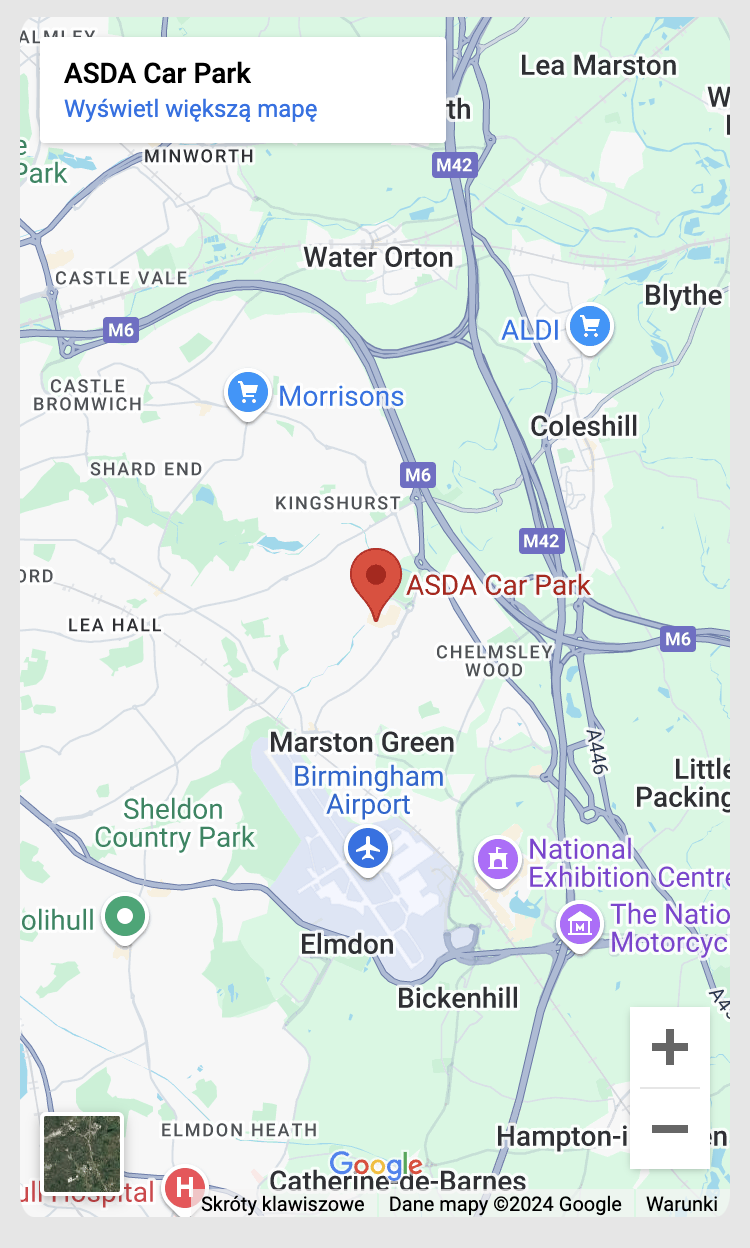 ASDA Car Park
Wyświetl większą mapę
Lea Marston
MINWORTH
Park
M42
Water Orton
CASTLE VALE
Blythe
M6
ALDI
CASTLE
BROMWICH
Morrisons
Coleshill
SHARD END
M6
KINGSHURST
M42
ASDA Car Park
LEA HALL
M6
CHELMSLEY
WOOD
A446
Marston Green
Birmingham
Airport
Little
Packing
Sheldon
Country Park
National
Exhibition Centre
olihull
The Natio
Motorcyc
Elmdon
Bickenhill
ELMDON HEATH
Hampton-i
Google
Catherine-de-Barnes
Hospital
H
Skróty klawiszowe
Dane mapy ©2024 Google
Warunki